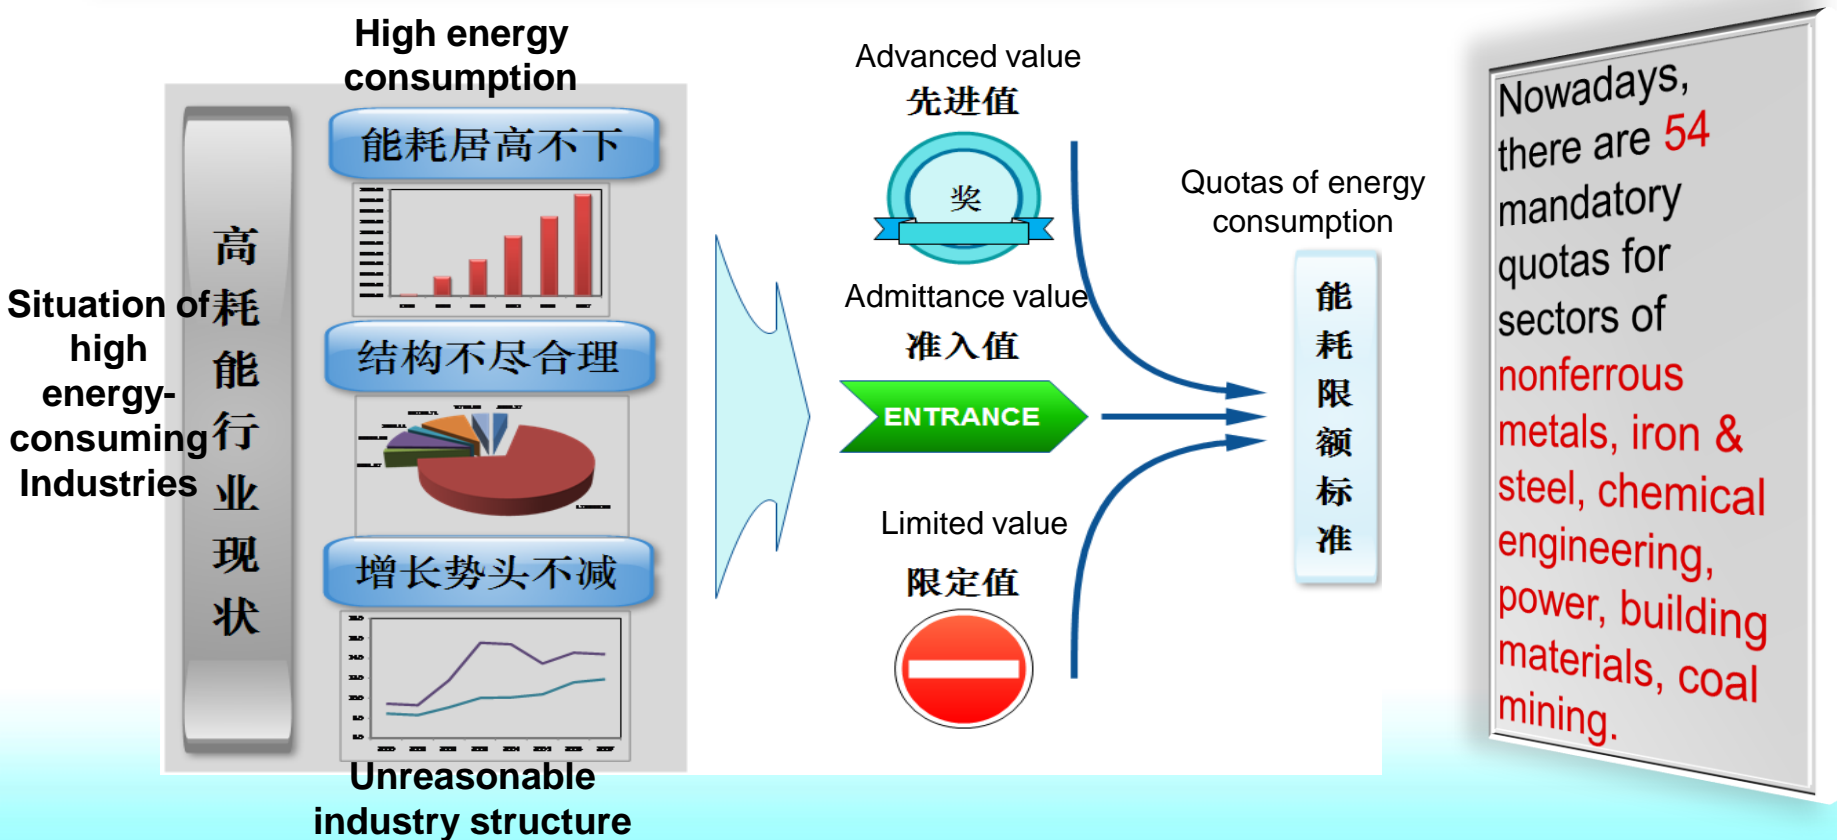 High energy
consumption
能耗居高不下
结构不尽合理
增长势头不减
Unreasonable
industry structure
Situation of
high
energy-
consuming
Industries
高耗能行业现状
Advanced value
先进值
奖
Admittance value
准入值
ENTRANCE
Limited value
限定值
Quotas of energy
consumption
能耗限额标准
Nowadays,
there are 54
mandatory
quotas for
sectors of
nonferrous
metals, iron &
steel, chemical
engineering,
power, building
materials, coal
mining.